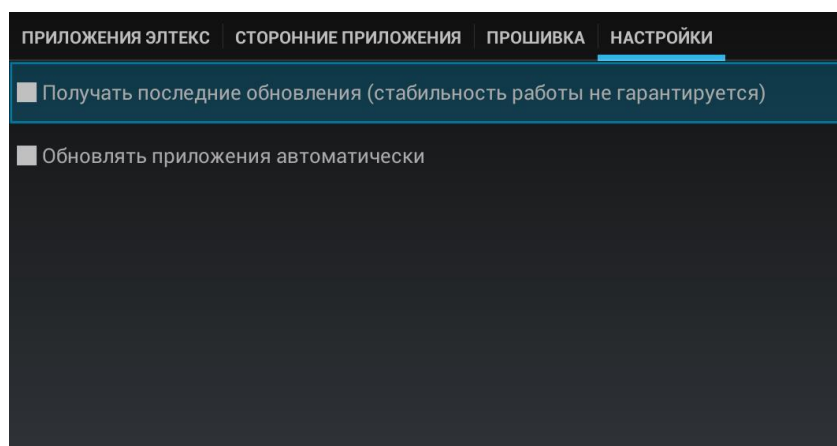 ПРИЛОЖЕНИЯ ЭЛТЕКС СТОРОННИЕ ПРИЛОЖЕНИЯ ПРОШИВКА НАСТРОЙКИ
Получать последние обновления (стабильность работы не гарантируется)
Обновлять приложения автоматически